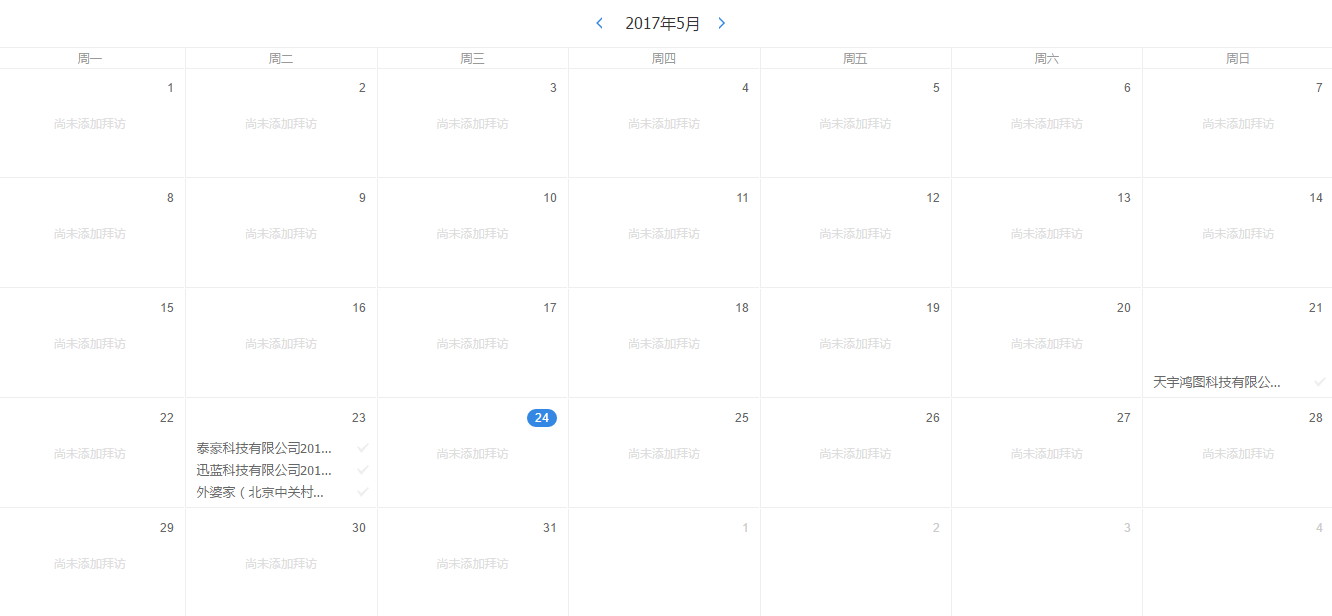 2017年5月
周一 周二 周三 周四 周五 周六 周日
1 2 3 4 5 6 7
尚未添加拜访 尚未添加拜访 尚未添加拜访 尚未添加拜访 尚未添加拜访 尚未添加拜访 尚未添加拜访
8 9 10 11 12 13 14
尚未添加拜访 尚未添加拜访 尚未添加拜访 尚未添加拜访 尚未添加拜访 尚未添加拜访 尚未添加拜访
15 16 17 18 19 20 21
尚未添加拜访 尚未添加拜访 尚未添加拜访 尚未添加拜访 尚未添加拜访 尚未添加拜访
天宇鸿图科技有限公...
22 23 24 25 26 27 28
泰豪科技有限公司201...
尚未添加拜访 尚未添加拜访 尚未添加拜访 尚未添加拜访 尚未添加拜访 尚未添加拜访
迅蓝科技有限公司201...
外婆家（北京中关村...
29 30 31 1 2 3 4
尚未添加拜访 尚未添加拜访 尚未添加拜访